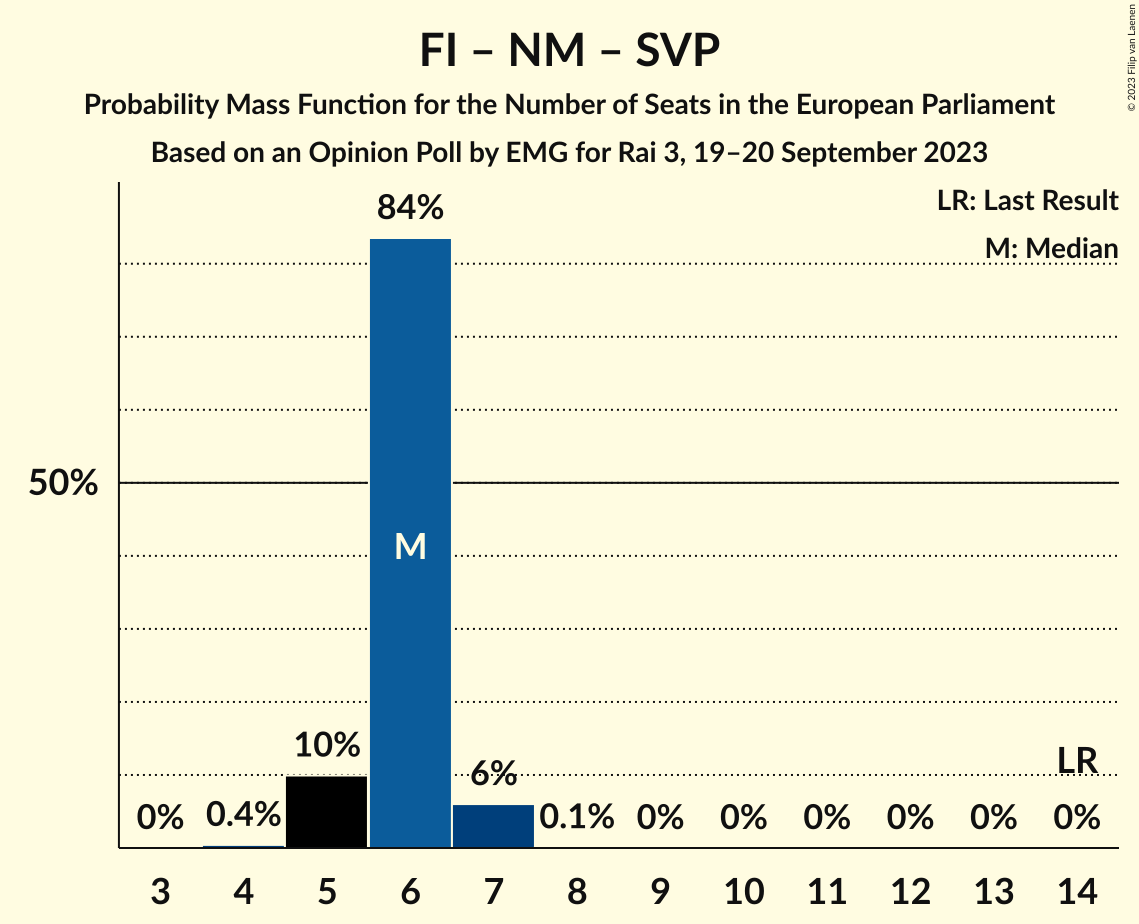 FI – NM – SVP
Probability Mass Function for the Number of Seats in the European Parliament
Based on an Opinion Poll by EMG for Rai 3, 19–20 September 2023
© 2023 Filip van Laenen
LR: Last Result
M: Median
84%
50%
M
10%
6%
LR
0% 0.4% 0.1% 0% 0% 0% 0% 0% 0%
3 4 5 6 7 8 9 10 11 12 13 14